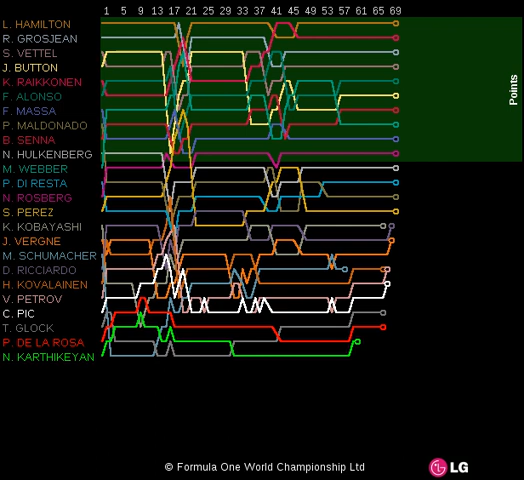 1 5 9 13 17 21 25 29 33 37 41 45 49 53 57 61 65 69
L. HAMILTON
R. GROSJEAN
S. VETTEL
J. BUTTON
K. RAIKKONEN
F. ALONSO
F. MASSA
P. MALDONADO
B. SENNA
N. HULKENBERG
M. WEBBER
P. DI RESTA
N. ROSBERG
S. PEREZ
K. KOBAYASHI
J. VERGNE
M. SCHUMACHER
D. RICCIARDO
H. KOVALAINEN
V. PETROV
C. PIC
T. GLOCK
P. DE LA ROSA
N. KARTHIKEYAN
Points
© Formula One World Championship Ltd
LG